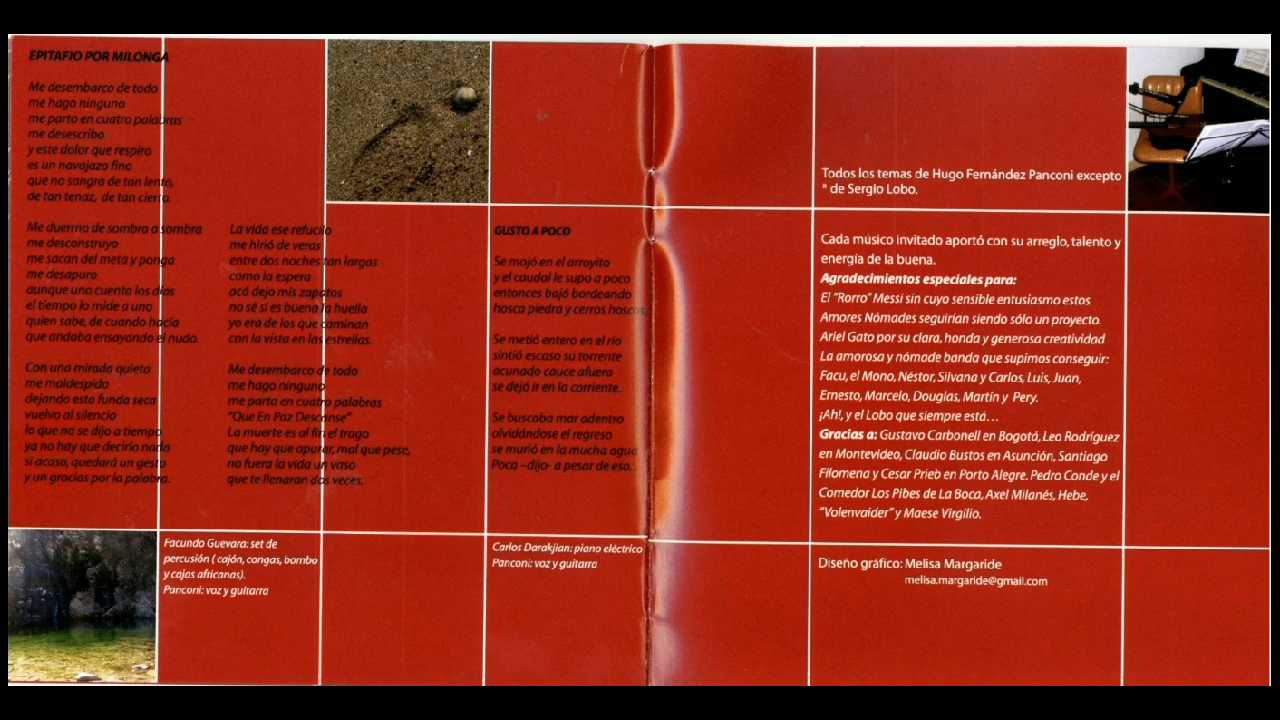 EPITAFIO POR MILONGA
Me desembarco de todo
me hago ninguno
me parto en cuatro palabras
me desescribo
y este dolor que respiro
es un navajazo fino
que no sangra de tan lento,
de tan tenaz, de tan cierto.
Me duermo de sombra a sombra
me desconstruyo
me sacan del meta y ponga
me desapuro
aunque uno cuenta los días
el tiempo lo mide a uno
quien sabe, de cuando hacía
que andaba ensayando el nudo.
Con una mirada quieta
me maldespido
dejando esta funda seca
vuelvo al silencio
lo que no se dijo a tiempo
ya no hay que decirlo nada
si acaso, quedará un gesto
y un gracias por la palabra.
La vida ese refucilo
me hirió de veras
entre dos noches tan largas
como la espera
acá dejo mis zapatos
no sé si es buena la huella
yo era de los que caminan
con la vista en las estrellas.
Me desembarco de todo
me hago ninguno
me parto en cuatro palabras
"Que En Paz Descanse"
La muerte es al fin el trago
que hay que apurar, mal que pese,
no fuera la vida un vaso
que te llenaran dos veces.
Facundo Guevara: set de
percusión ( cajón, congas, bombo
y cajas africanas).
Panconi: voz y guitarra
GUSTO A POCO
Se mojó en el arroyito
y el caudal le supo a poco
entonces bajó bordeando
hosca piedra y cerros hoscos.
Se metió entero en el río
sintió escaso su torrente
acunado cauce afuera
se dejó ir en la corriente.
Se buscaba mar adentro
olvidándose el regreso
se murió en la mucha agua
Poca –dijo- a pesar de eso...
Carlos Darakjian: piano eléctrico
Panconi: voz y guitarra
Todos los temas de Hugo Fernández Panconi excepto
* de Sergio Lobo.
Cada músico invitado aportó con su arreglo, talento y
energía de la buena.
Agradecimientos especiales para:
El "Rorro" Messi sin cuyo sensible entusiasmo estos
Amores Nómades seguirían siendo sólo un proyecto.
Ariel Gato por su clara, honda y generosa creatividad
La amorosa y nómade banda que supimos conseguir:
Facu, el Mono, Néstor, Silvana y Carlos, Luis, Juan,
Ernesto, Marcelo, Douglas, Martín y Pery.
¡Ah!, y el Lobo que siempre está...
Gracias a: Gustavo Carbonell en Bogotá, Leo Rodríguez
en Montevideo, Claudio Bustos en Asunción, Santiago
Filomena y Cesar Prieb en Porto Alegre. Pedro Conde y el
Comedor Los Pibes de La Boca, Axel Milanés, Hebe,
"Volenvaider" y Maese Virgilio.
Diseño gráfico: Melisa Margaride
melisa.margaride@gmail.com